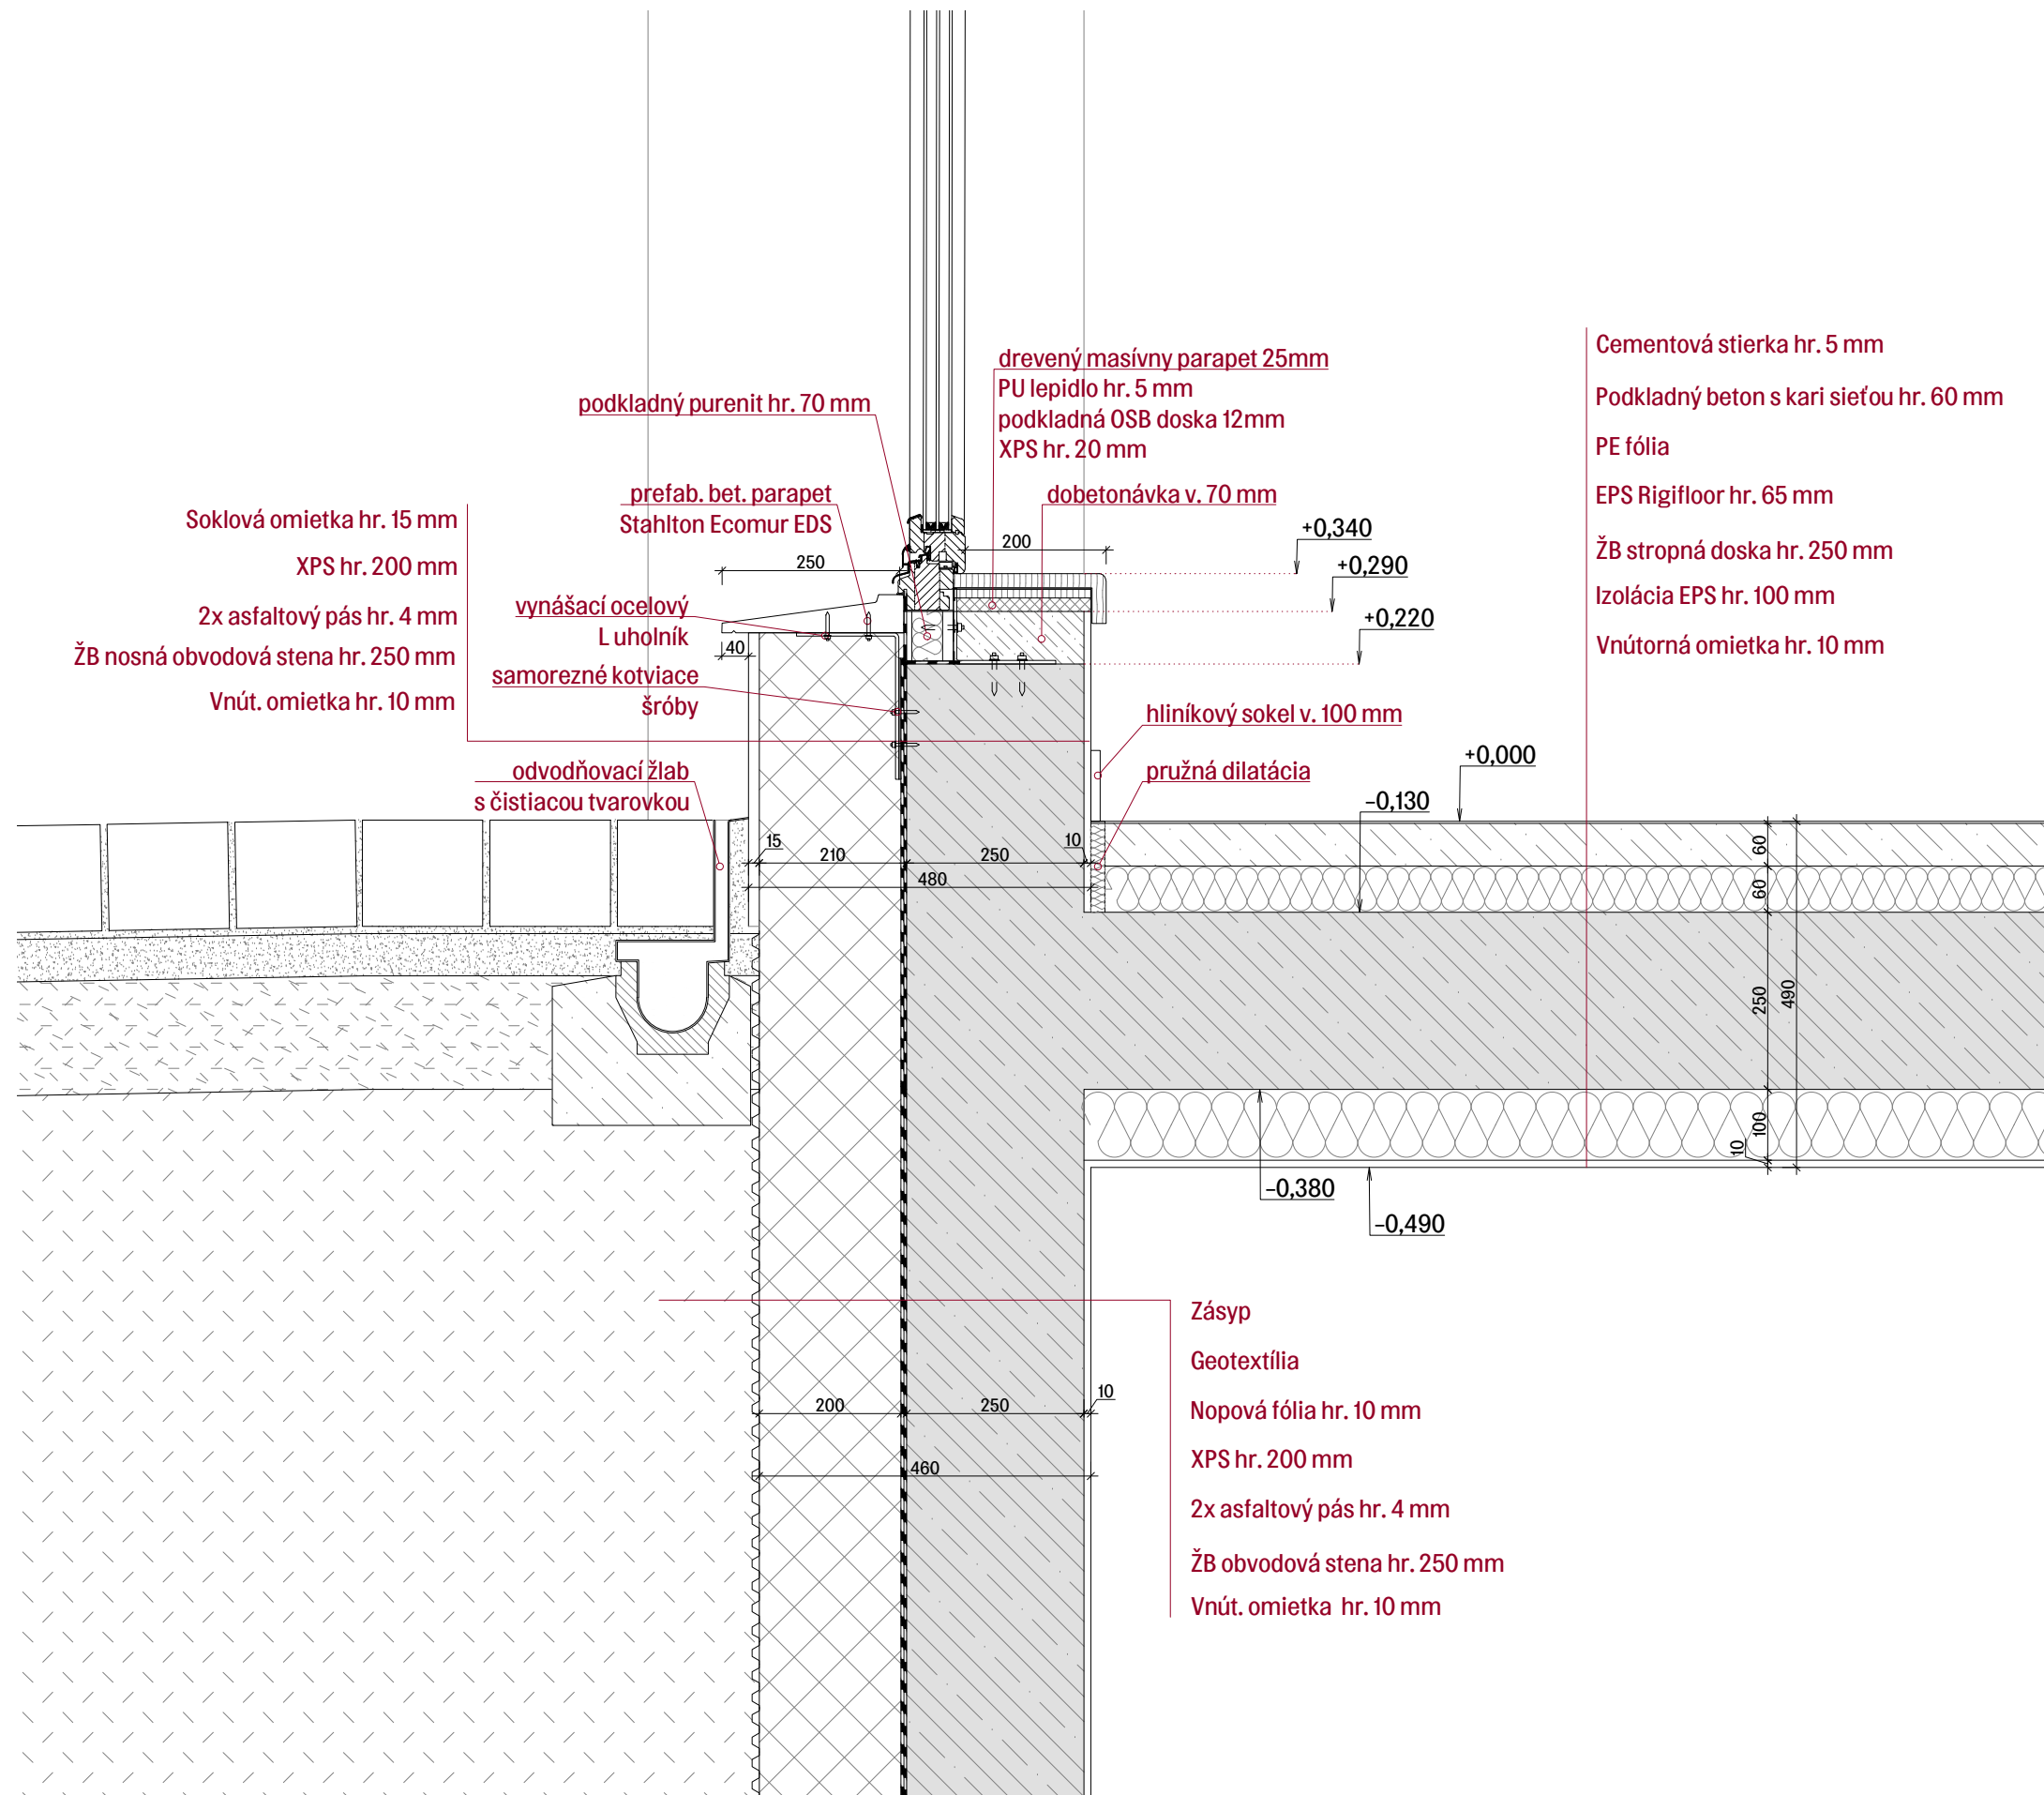 drevený masívny parapet 25mm
PU lepidlo hr. 5 mm
podkladná OSB doska 12mm
XPS hr. 20 mm
podkladný purenit hr. 70 mm
prefab. bet. parapet
Stahlton Ecomur EDS
dobetonávka v. 70 mm
Cementová stierka hr. 5 mm
Podkladný beton s kari sieťou hr. 60 mm
PE fólia
EPS Rigifloor hr. 65 mm
ŽB stropná doska hr. 250 mm
Izolácia EPS hr. 100 mm
Vnútorná omietka hr. 10 mm
Soklová omietka hr. 15 mm
XPS hr. 200 mm
2x asfaltový pás hr. 4 mm
ŽB nosná obvodová stena hr. 250 mm
Vnút. omietka hr. 10 mm
vynášací ocelový
L uholník
samorezné kotviace
šróby
odvodňovací žlab
s čistiacou tvarovkou
250
200
40
+0,340
+0,290
+0,220
hliníkový sokel v. 100 mm
pružná dilatácia
+0,000
-0,130
15
210
250
10
480
60
60
250
490
100
10
-0,380
-0,490
Zásyp
Geotextília
Nopová fólia hr. 10 mm
XPS hr. 200 mm
2x asfaltový pás hr. 4 mm
ŽB obvodová stena hr. 250 mm
Vnút. omietka hr. 10 mm
200
250
10
460